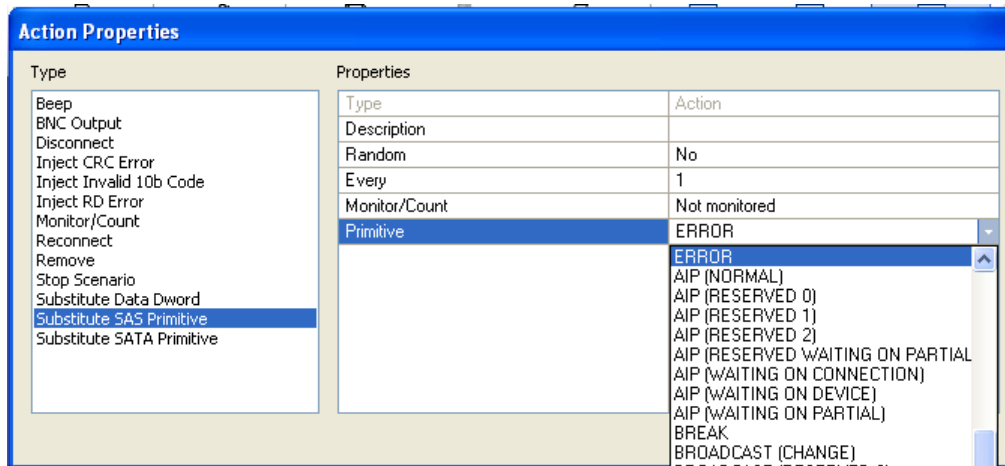 Action Properties
Type
Properties
Beep
BNC Output
Disconnect
Inject CRC Error
Inject Invalid 10b Code
Inject RD Error
Monitor/Count
Reconnect
Remove
Stop Scenario
Substitute Data Dword
Substitute SAS Primitive
Substitute SATA Primitive
Type Action
Description
Random No
Every 1
Monitor/Count Not monitored
Primitive ERROR
ERROR
AIP (NORMAL)
AIP (RESERVED 0)
AIP (RESERVED 1)
AIP (RESERVED 2)
AIP (RESERVED WAITING ON PARTIAL
AIP (WAITING ON CONNECTION)
AIP (WAITING ON DEVICE)
AIP (WAITING ON PARTIAL)
BREAK
BROADCAST (CHANGE)